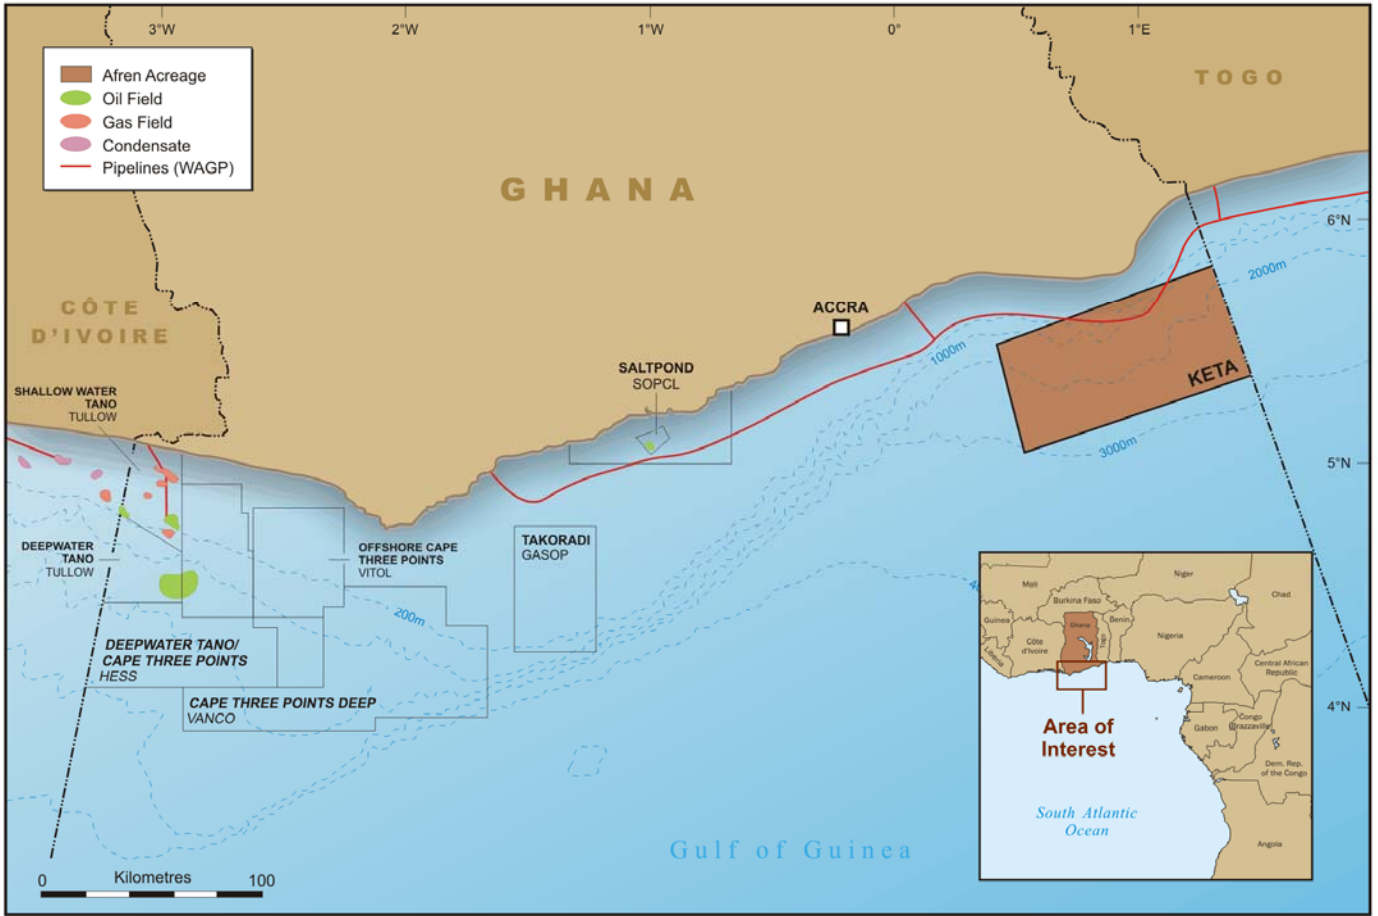 3°W
2°W
1°W
0°
1°E
Afren Acreage
Oil Field
Gas Field
Condensate
Pipelines (WAGP)
TOGO
GHANA
6°N
2000m
CÔTE
D'IVOIRE
ACCRA
1000m
SALTPOND
SOPCL
KETA
SHALLOW WATER
TANO
TULLOW
3000m
5°N
DEEPWATER
TANO
TULLOW
OFFSHORE CAPE
THREE POINTS
VITOL
TAKORADI
GASOP
200m
DEEPWATER TANO/
CAPE THREE POINTS
HESS
CAPE THREE POINTS DEEP
VANCO
4°N
Mali
Niger
Chad
Burkina Faso
Guinea
Ghana
Benin
Togo
Côte
d'Ivoire
Nigeria
Liberia
Central African
Republic
Cameroon
Area of
Interest
Gabon
Congo
Brazzaville
Dem. Rep.
of the Congo
South Atlantic
Ocean
Angola
Gulf of Guinea
0
Kilometres
100